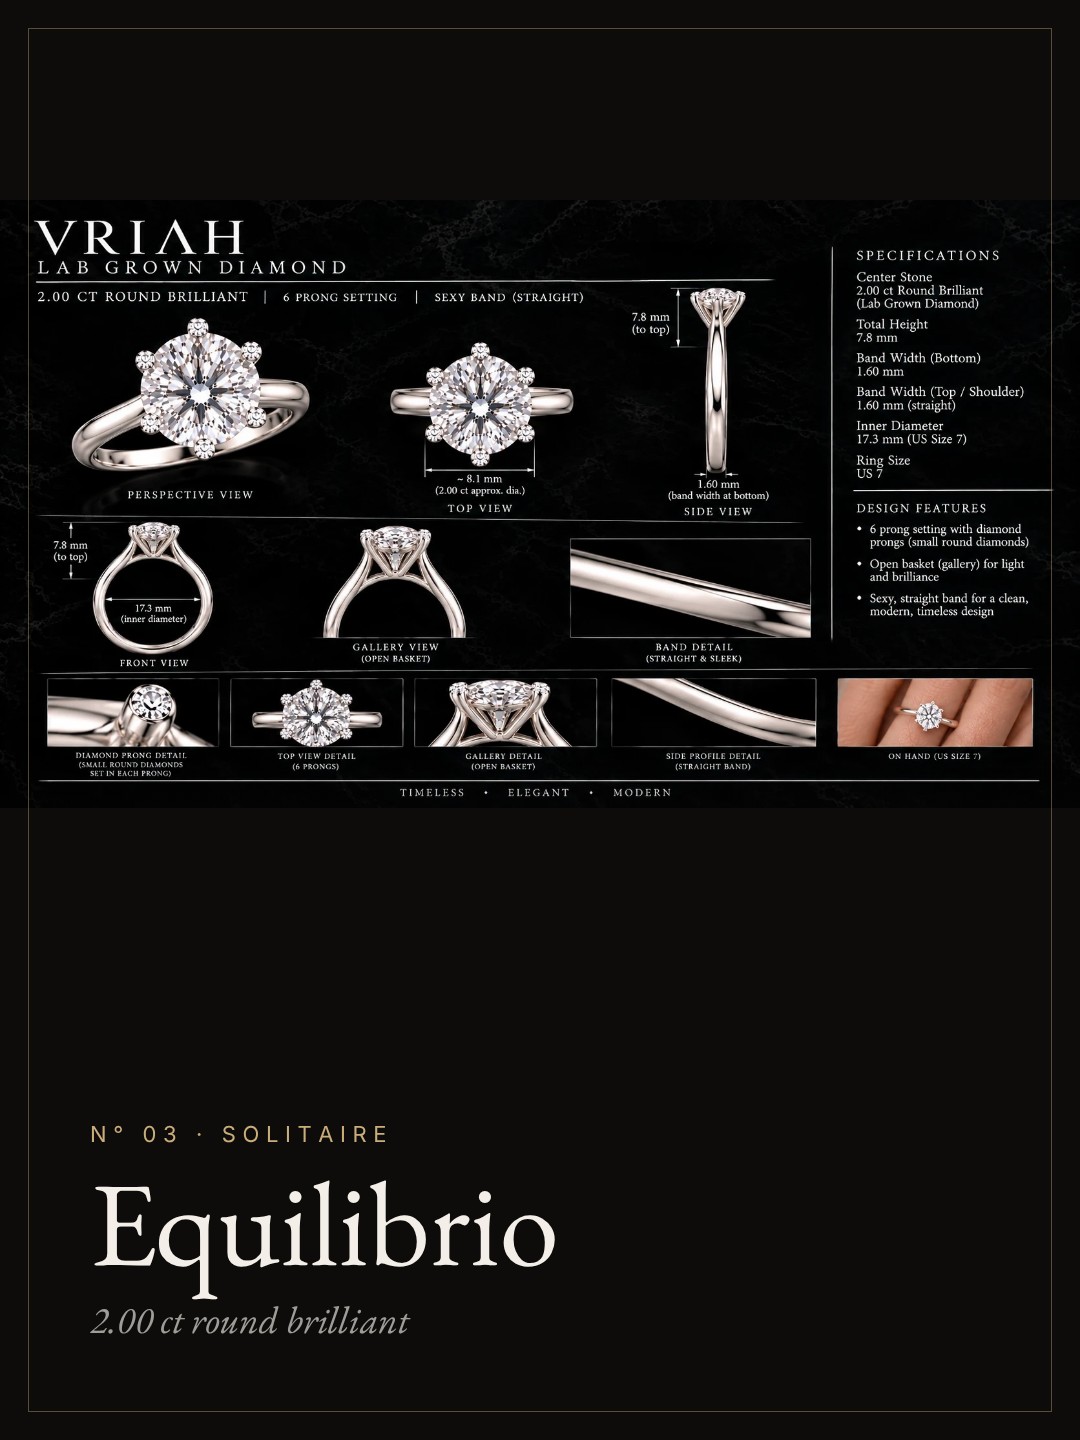 VRIAH
LAB GROWN DIAMOND
2.00 CT ROUND BRILLIANT | 6 PRONG SETTING | SEXY BAND (STRAIGHT)
PERSPECTIVE VIEW
~ 8.1 mm
(2.00 ct approx. dia.)
TOP VIEW
7.8 mm
(to top)
1.60 mm
(band width at bottom)
SIDE VIEW
7.8 mm
(to top)
17.3 mm
(inner diameter)
FRONT VIEW
GALLERY VIEW
(OPEN BASKET)
BAND DETAIL
(STRAIGHT & SLEEK)
SPECIFICATIONS
Center Stone
2.00 ct Round Brilliant
(Lab Grown Diamond)
Total Height
7.8 mm
Band Width (Bottom)
1.60 mm
Band Width (Top / Shoulder)
1.60 mm (straight)
Inner Diameter
17.3 mm (US Size 7)
Ring Size
US 7
DESIGN FEATURES
• 6 prong setting with diamond
prongs (small round diamonds)
• Open basket (gallery) for light
and brilliance
• Sexy, straight band for a clean,
modern, timeless design
DIAMOND PRONG DETAIL
(SMALL ROUND DIAMONDS
SET IN EACH PRONG)
TOP VIEW DETAIL
(6 PRONGS)
GALLERY DETAIL
(OPEN BASKET)
SIDE PROFILE DETAIL
(STRAIGHT BAND)
ON HAND (US SIZE 7)
TIMELESS • ELEGANT • MODERN
N° 03 · SOLITAIRE
Equilibrio
2.00 ct round brilliant